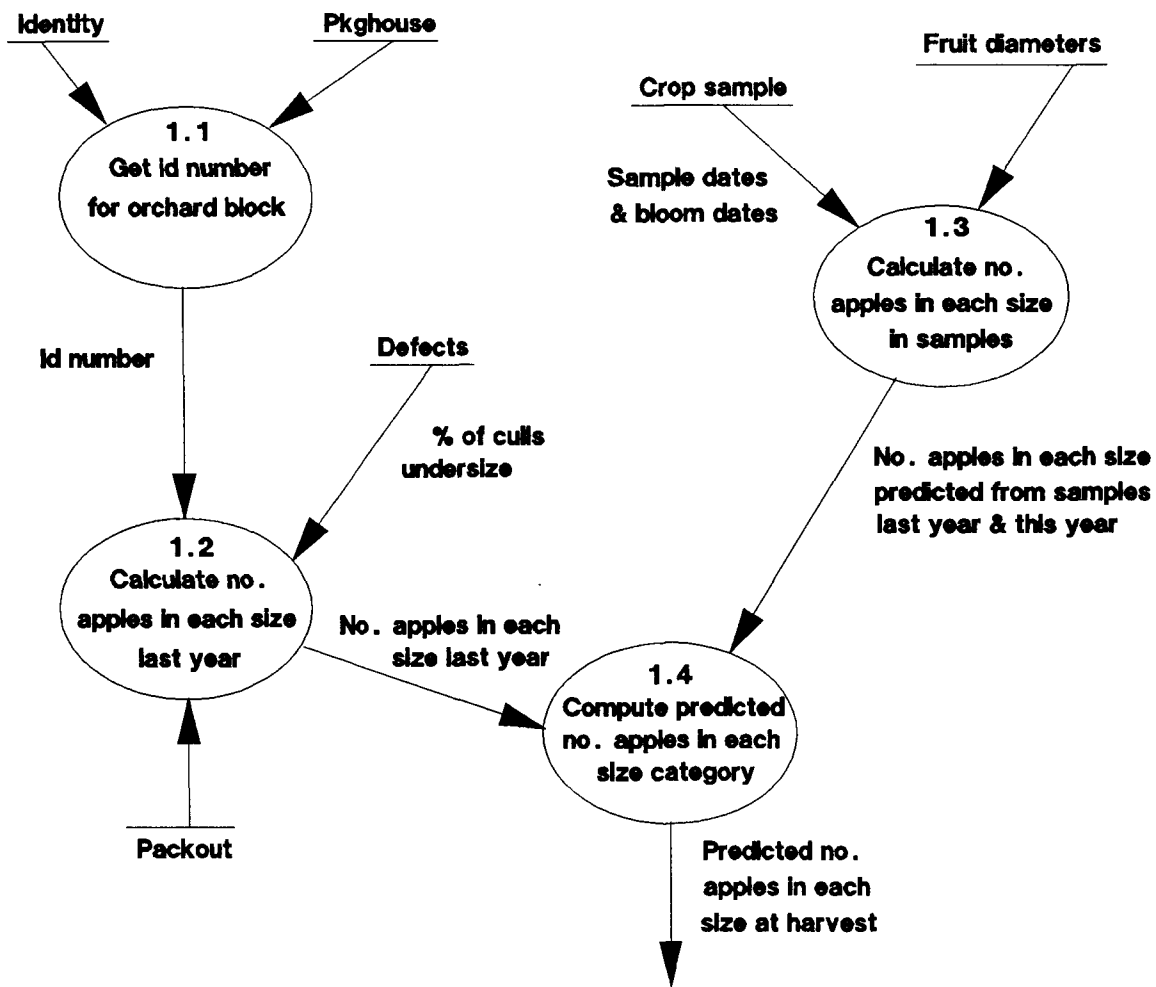 Identity
Pkghouse
1.1
Get id number
for orchard block
Id number
Defects
% of culls
undersize
1.2
Calculate no.
apples in each size
last year
Packout
No. apples in each
size last year
Fruit diameters
Crop sample
Sample dates
& bloom dates
1.3
Calculate no.
apples in each size
in samples
No. apples in each size
predicted from samples
last year & this year
1.4
Compute predicted
no. apples in each
size category
Predicted no.
apples in each
size at harvest